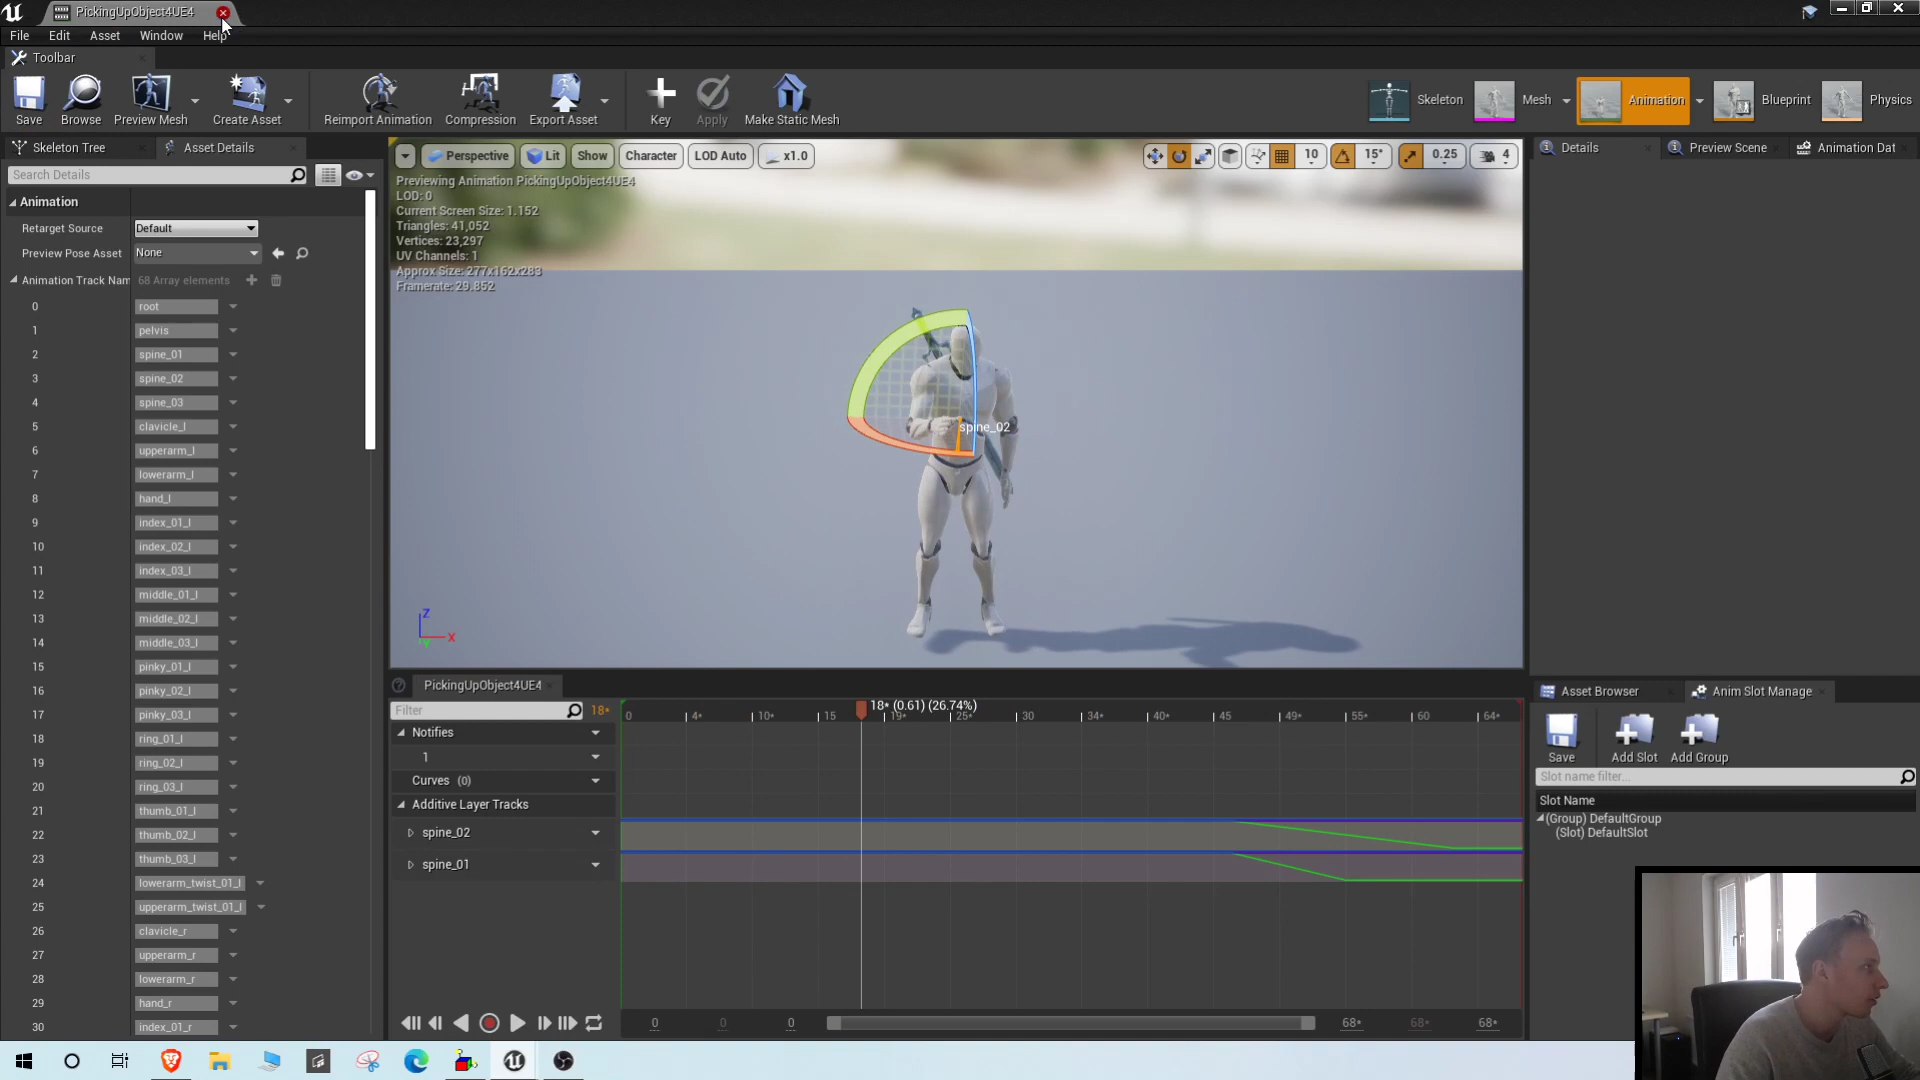 PickingUpObject4UE4
File Edit Asset Window Help
Toolbar
Save Browse Preview Mesh Create Asset Reimport Animation Compression Export Asset Key Apply Make Static Mesh
Skeleton Mesh Animation Blueprint Physics
Skeleton Tree Asset Details
Search Details
Animation
Retarget Source Default
Preview Pose Asset None
Animation Track Nam 68 Array elements
0 root
1 pelvis
2 spine_01
3 spine_02
4 spine_03
5 clavicle_l
6 upperarm_l
7 lowerarm_l
8 hand_l
9 index_01_l
10 index_02_l
11 index_03_l
12 middle_01_l
13 middle_02_l
14 middle_03_l
15 pinky_01_l
16 pinky_02_l
17 pinky_03_l
18 ring_01_l
19 ring_02_l
20 ring_03_l
21 thumb_01_l
22 thumb_02_l
23 thumb_03_l
24 lowerarm_twist_01_l
25 upperarm_twist_01_l
26 clavicle_r
27 upperarm_r
28 lowerarm_r
29 hand_r
30 index_01_r
Perspective Lit Show Character LOD Auto x1.0
10 15° 0.25 4
Previewing Animation PickingUpObject4UE4
LOD: 0
Current Screen Size: 1.152
Triangles: 41,052
Vertices: 23,297
UV Channels: 1
Approx Size: 277x162x283
Framerate: 29.852
spine_02
Z
X
Y
PickingUpObject4UE4
Filter 18*
18* (0.61) (26.74%)
0 4* 10* 15 19* 25* 30 34* 40* 45 49* 55* 60 64*
Notifies
1
Curves (0)
Additive Layer Tracks
spine_02
spine_01
0 0 0 68* 68* 68*
Details Preview Scene Animation Dat
Asset Browser Anim Slot Manage
Save Add Slot Add Group
Slot name filter...
Slot Name
(Group) DefaultGroup
(Slot) DefaultSlot